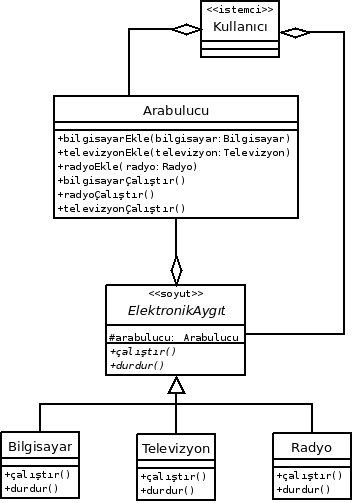 <<istemci>>
Kullanıcı
Arabulucu
+bilgisayarEkle(bilgisayar:Bilgisayar)
+televizyonEkle(televizyon:Televizyon)
+radyoEkle(radyo:Radyo)
+bilgisayarÇalıştır()
+radyoÇalıştır()
+televizyonÇalıştır()
<<soyut>>
ElektronikAygıt
#arabulucu: Arabulucu
+çalıştır()
+durdur()
Bilgisayar
+çalıştır()
+durdur()
Televizyon
+çalıştır()
+durdur()
Radyo
+çalıştır()
+durdur()